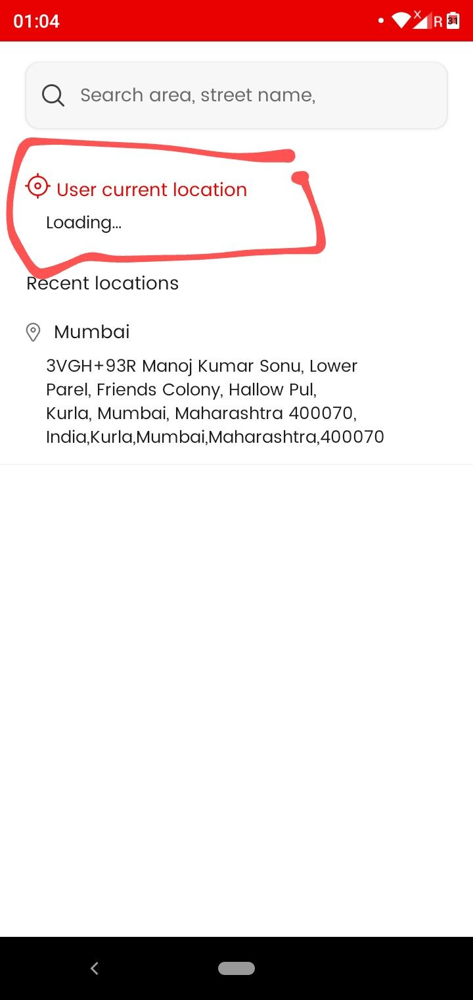 01:04
R 31
Search area, street name,
User current location
Loading...
Recent locations
Mumbai
3VGH+93R Manoj Kumar Sonu, Lower
Parel, Friends Colony, Hallow Pul,
Kurla, Mumbai, Maharashtra 400070,
India,Kurla,Mumbai,Maharashtra,400070